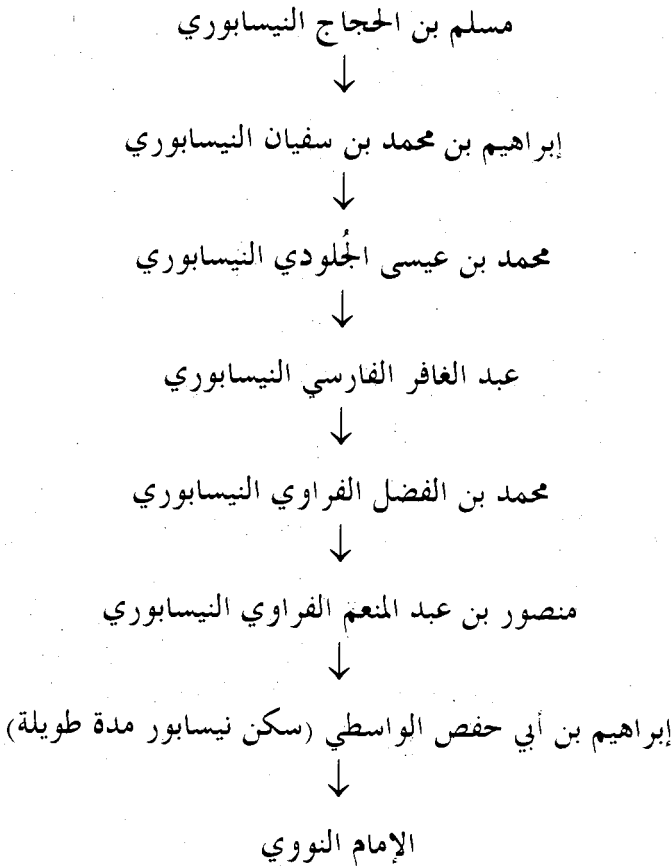 مسلم بن الحجاج النيسابوري
↓
إبراهيم بن محمد بن سفيان النيسابوري
↓
محمد بن عيسى الجُلودي النيسابوري
↓
عبد الغافر الفارسي النيسابوري
↓
محمد بن الفضل الفراوي النيسابوري
↓
منصور بن عبد المنعم الفراوي النيسابوري
↓
إبراهيم بن أبي حفص الواسطي (سكن نيسابور مدة طويلة)
↓
الإمام النووي